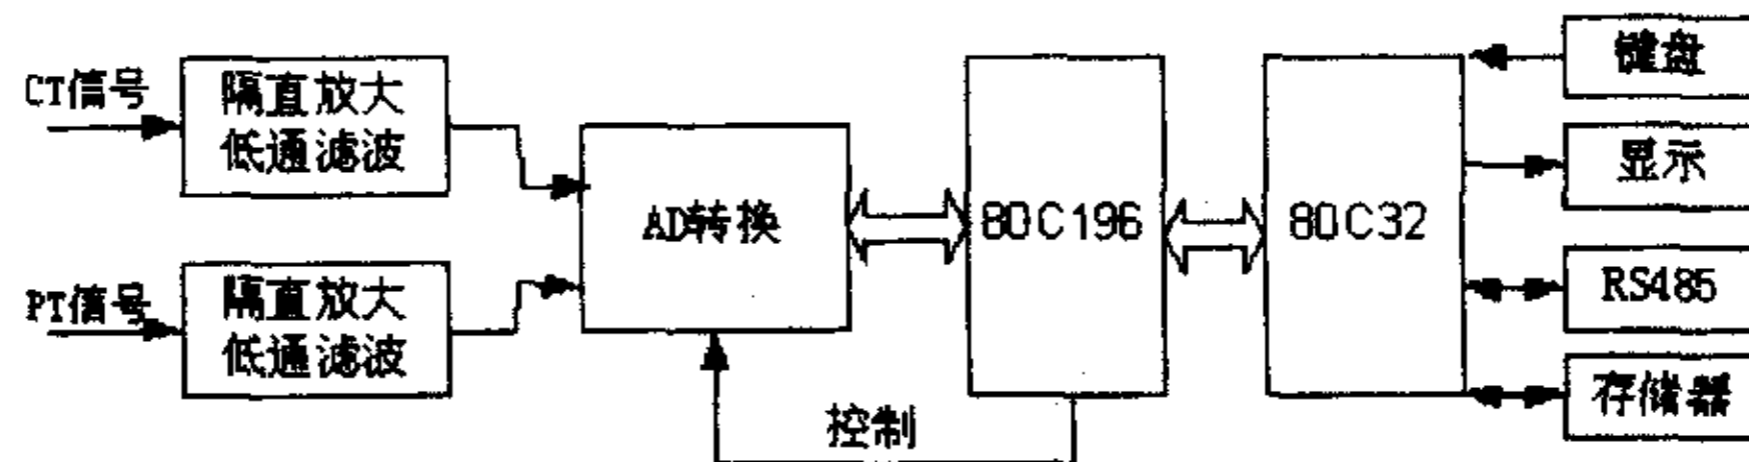 CT信号
隔直放大
低通滤波
PT信号
隔直放大
低通滤波
AD转换
控制
80C196
80C32
键盘
显示
RS485
存储器